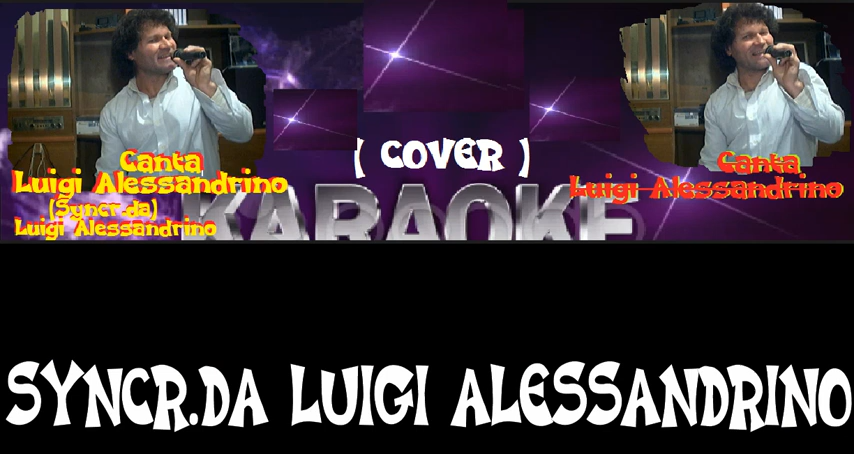 Canta
Luigi Alessandrino
(Syncr da)
Luigi Alessandrino
( COVER )
KARAOKE
Canta
Luigi Alessandrino
SYNCR.DA LUIGI ALESSANDRINO